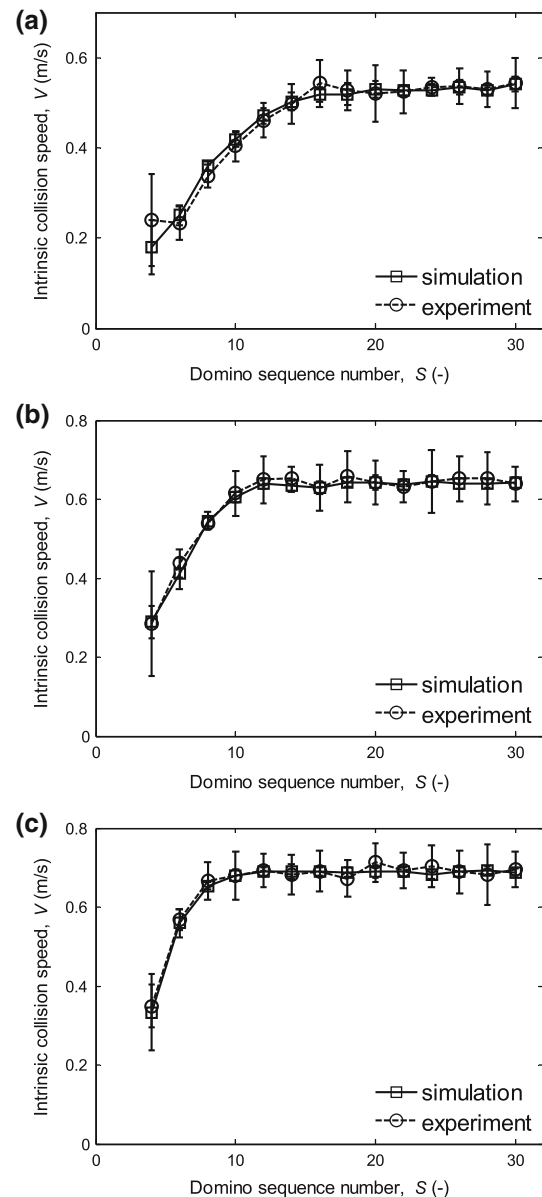 (a)
Intrinsic collision speed, V (m/s)
0.6
0.4
0.2
0
0 10 20 30
Domino sequence number, S (-)
simulation
experiment
(b)
Intrinsic collision speed, V (m/s)
0.8
0.6
0.4
0.2
0
0 10 20 30
Domino sequence number, S (-)
simulation
experiment
(c)
Intrinsic collision speed, V (m/s)
0.8
0.6
0.4
0.2
0
0 10 20 30
Domino sequence number, S (-)
simulation
experiment